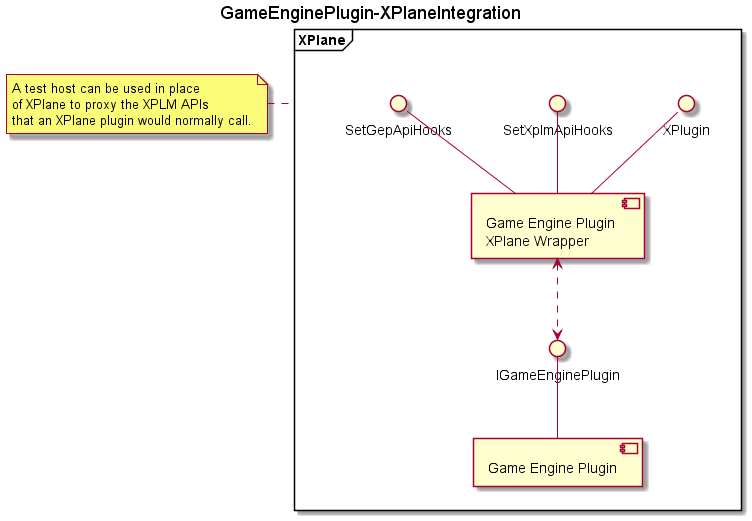 GameEnginePlugin-XPlaneIntegration
XPlane
A test host can be used in place
of XPlane to proxy the XPLM APIs
that an XPlane plugin would normally call.
SetGepApiHooks
SetXplmApiHooks
XPlugin
Game Engine Plugin
XPlane Wrapper
IGameEnginePlugin
Game Engine Plugin